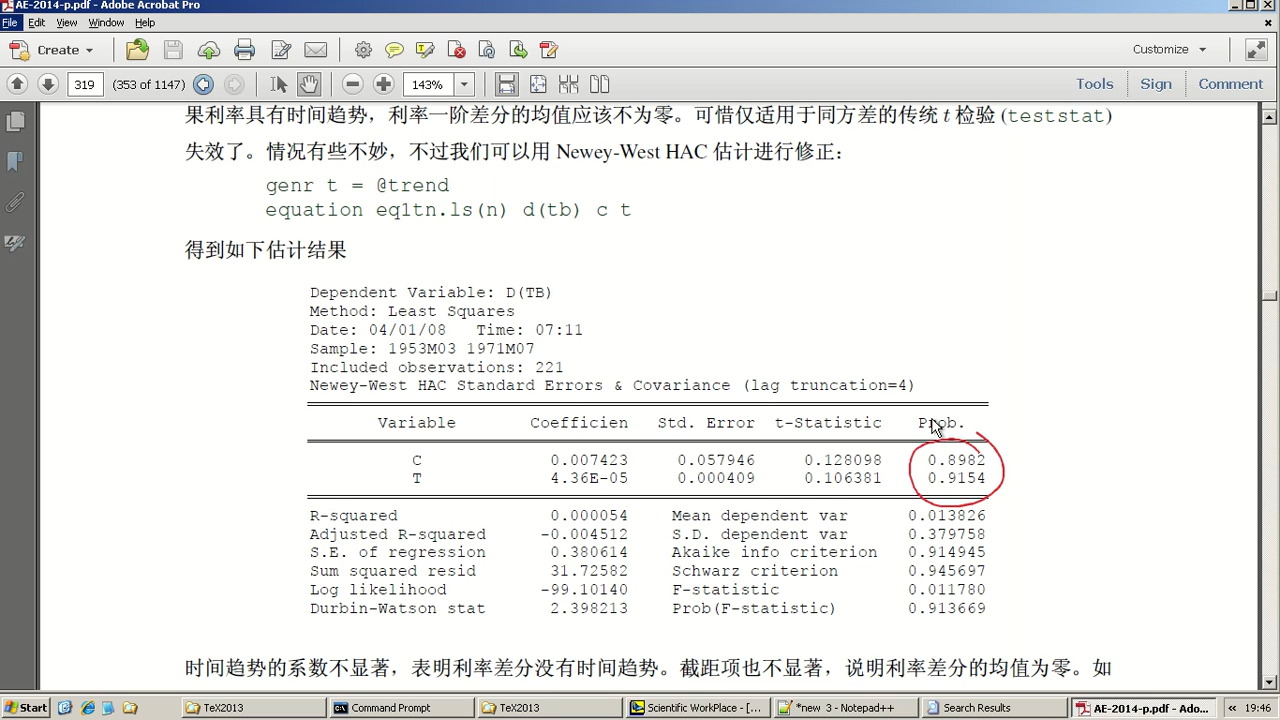 AE-2014-p.pdf - Adobe Acrobat Pro
File Edit View Window Help
Create Customize
319 (353 of 1147) 143% Tools Sign Comment
果利率具有时间趋势，利率一阶差分的均值应该不为零。可惜仅适用于同方差的传统 t 检验 (teststat)
失效了。情况有些不妙，不过我们可以用 Newey-West HAC 估计进行修正：
genr t = @trend
equation eq1tn.ls(n) d(tb) c t
得到如下估计结果
Dependent Variable: D(TB)
Method: Least Squares
Date: 04/01/08 Time: 07:11
Sample: 1953M03 1971M07
Included observations: 221
Newey-West HAC Standard Errors & Covariance (lag truncation=4)
Variable Coefficien Std. Error t-Statistic Prob.
C 0.007423 0.057946 0.128098 0.8982
T 4.36E-05 0.000409 0.106381 0.9154
R-squared 0.000054 Mean dependent var 0.013826
Adjusted R-squared -0.004512 S.D. dependent var 0.379758
S.E. of regression 0.380614 Akaike info criterion 0.914945
Sum squared resid 31.72582 Schwarz criterion 0.945697
Log likelihood -99.10140 F-statistic 0.011780
Durbin-Watson stat 2.398213 Prob(F-statistic) 0.913669
时间趋势的系数不显著，表明利率差分没有时间趋势。截距项也不显著，说明利率差分的均值为零。如
Start TeX2013 Command Prompt TeX2013 Scientific WorkPlace - [... *new 3 - Notepad++ Search Results AE-2014-p.pdf - Ado... 19:46